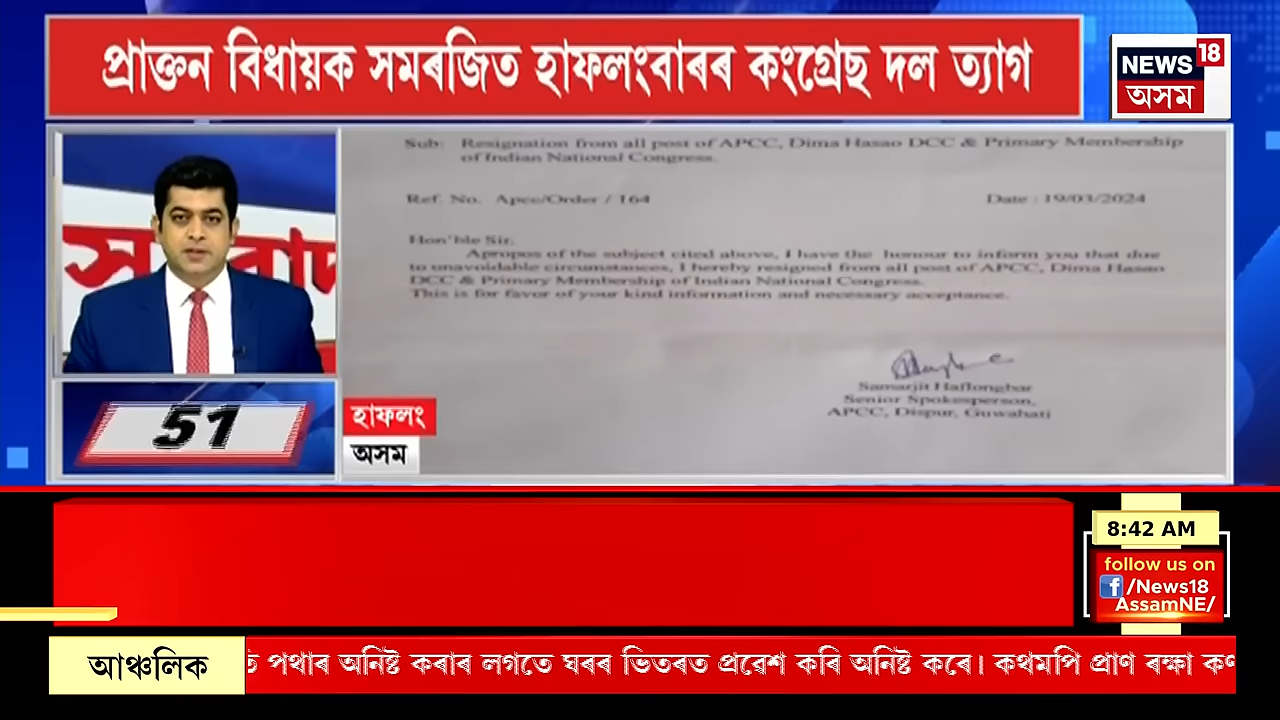 প্ৰাক্তন বিধায়ক সমৰজিত হাফলংবাৰৰ কংগ্ৰেছ দল ত্যাগ
NEWS 18
অসম
Sub: Resignation from all post of APCC, Dima Hasao DCC & Primary Membership
of Indian National Congress.
Ref. No. Apcc/Order / 164 Date : 19/03/2024
Hon'ble Sir.
Apropos of the subject cited above, I have the honour to inform you that due
to unavoidable circumstances, I hereby resigned from all post of APCC, Dima Hasao
DCC & Primary Membership of Indian National Congress.
This is for favor of your kind information and necessary acceptance.
Samarjit Haflongbar
Senior Spokesperson,
APCC, Dispur, Guwahati
51
হাফলং
অসম
8:42 AM
follow us on
f /News18
AssamNE/
আঞ্চলিক
পথাৰ অনিষ্ট কৰাৰ লগতে ঘৰৰ ভিতৰত প্ৰৱেশ কৰি অনিষ্ট কৰে। কথমপি প্ৰাণ ৰক্ষা